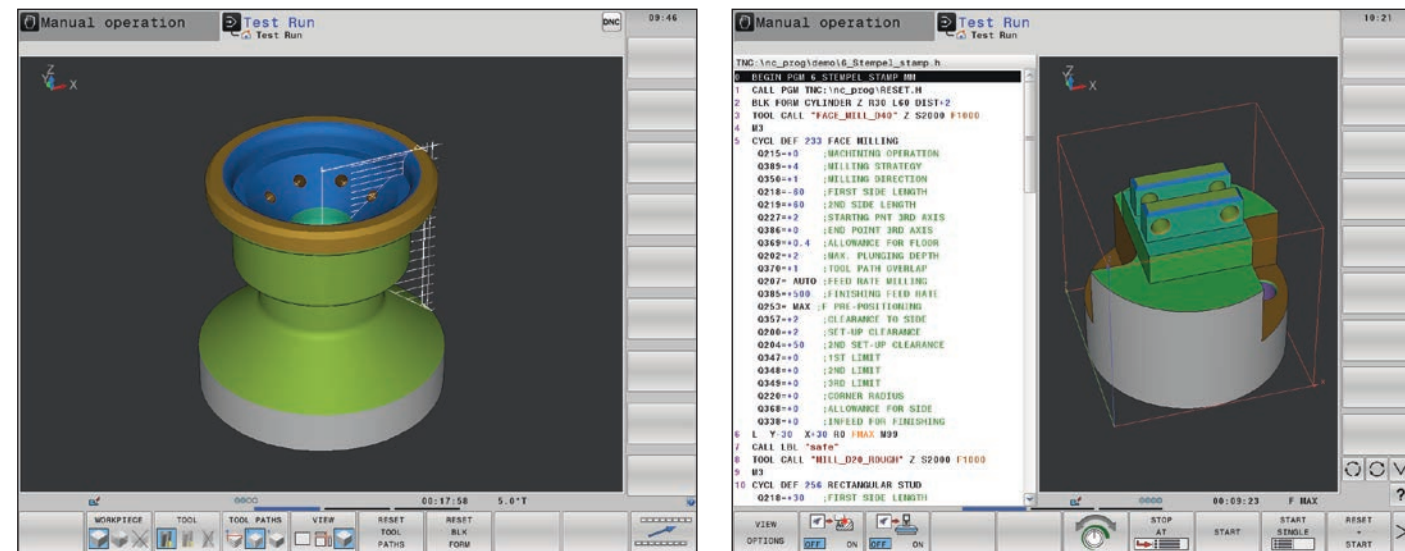 Manual operation
Test Run
Test Run
DNC
09:46
Z
Y
X
00:17:58
5.0*T
WORKPIECE
TOOL
TOOL PATHS
VIEW
RESET
TOOL
PATHS
RESET
BLK
FORM
Manual operation
Test Run
Test Run
10:21
TNC:\nc_prog\demo\6_Stempel_stamp.h
0 BEGIN PGM 6_STEMPEL_STAMP MM
1 CALL PGM TNC:\nc_prog\RESET.H
2 BLK FORM CYLINDER Z R30 L60 DIST+2
3 TOOL CALL "FACE_MILL_D40" Z S2000 F1000
4 M3
5 CYCL DEF 233 FACE MILLING
Q215=+0 ;MACHINING OPERATION
Q389=+4 ;MILLING STRATEGY
Q350=+1 ;MILLING DIRECTION
Q218=-60 ;FIRST SIDE LENGTH
Q219=+60 ;2ND SIDE LENGTH
Q227=+2 ;STARTNG PNT 3RD AXIS
Q386=+0 ;END POINT 3RD AXIS
Q369=+0.4 ;ALLOWANCE FOR FLOOR
Q202=+2 ;MAX. PLUNGING DEPTH
Q370=+1 ;TOOL PATH OVERLAP
Q207= AUTO ;FEED RATE MILLING
Q385=+500 ;FINISHING FEED RATE
Q253= MAX ;F PRE-POSITIONING
Q357=+2 ;CLEARANCE TO SIDE
Q200=+2 ;SET-UP CLEARANCE
Q204=+50 ;2ND SET-UP CLEARANCE
Q347=+0 ;1ST LIMIT
Q348=+0 ;2ND LIMIT
Q349=+0 ;3RD LIMIT
Q220=+0 ;CORNER RADIUS
Q368=+0 ;ALLOWANCE FOR SIDE
Q338=+0 ;INFEED FOR FINISHING
6 L Y-30 X+30 R0 FMAX M99
7 CALL LBL "safe"
8 TOOL CALL "MILL_D20_ROUGH" Z S2000 F1000
9 M3
10 CYCL DEF 256 RECTANGULAR STUD
Q218=+30 ;FIRST SIDE LENGTH
Z
Y
X
00:09:23
F MAX
VIEW
OPTIONS
OFF ON
OFF ON
STOP
AT
START
START
SINGLE
RESET
+
START
?